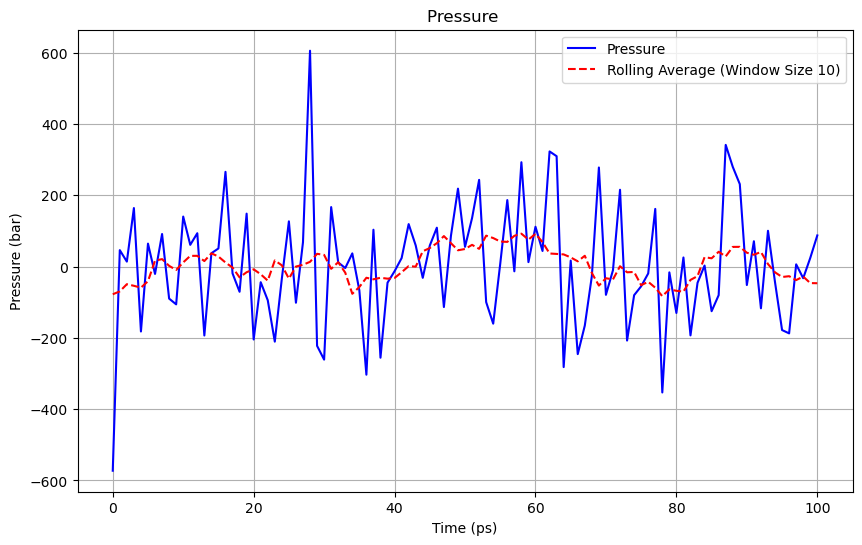 Pressure
Pressure
Rolling Average (Window Size 10)
600
400
200
0
−200
−400
−600
Pressure (bar)
0
20
40
60
80
100
Time (ps)